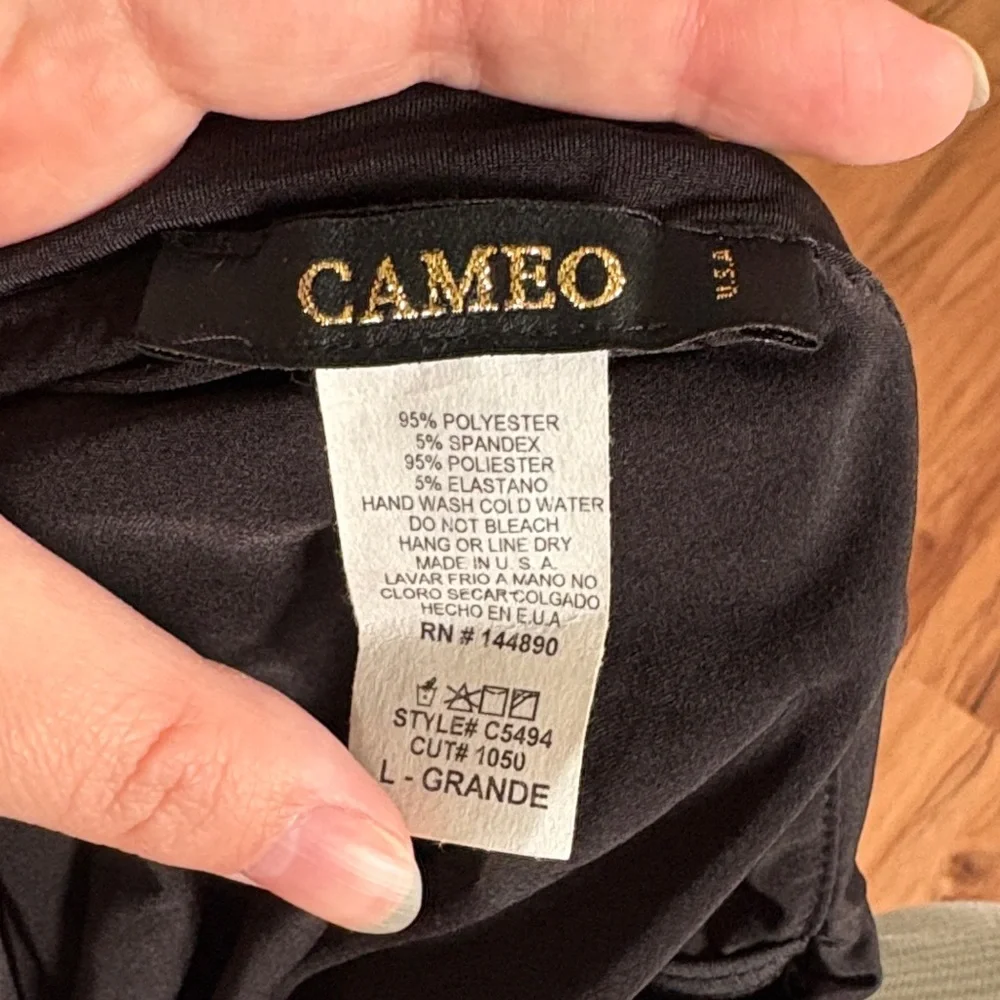 CAMEO
U.S.A
95% POLYESTER
5% SPANDEX
95% POLIESTER
5% ELASTANO
HAND WASH COLD WATER
DO NOT BLEACH
HANG OR LINE DRY
MADE IN U. S. A.
LAVAR FRIO A MANO NO
CLORO SECAR COLGADO
HECHO EN E.U.A
RN # 144890
STYLE# C5494
CUT# 1050
L - GRANDE